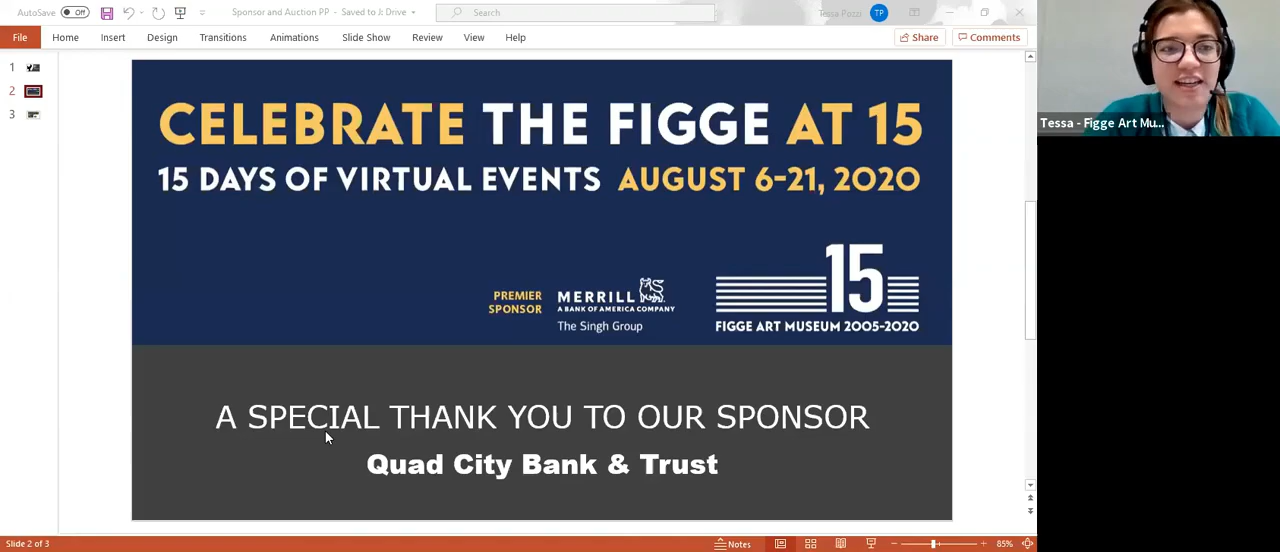 AutoSave Off Sponsor and Auction PP - Saved to J: Drive Search Tessa Pozzi TP
File Home Insert Design Transitions Animations Slide Show Review View Help Share Comments
1
2
3
CELEBRATE THE FIGGE AT 15
15 DAYS OF VIRTUAL EVENTS AUGUST 6-21, 2020
PREMIER
SPONSOR
MERRILL
A BANK OF AMERICA COMPANY
The Singh Group
15
FIGGE ART MUSEUM 2005-2020
A SPECIAL THANK YOU TO OUR SPONSOR
Quad City Bank & Trust
Tessa - Figge Art Mu...
Slide 2 of 3 Notes 85%